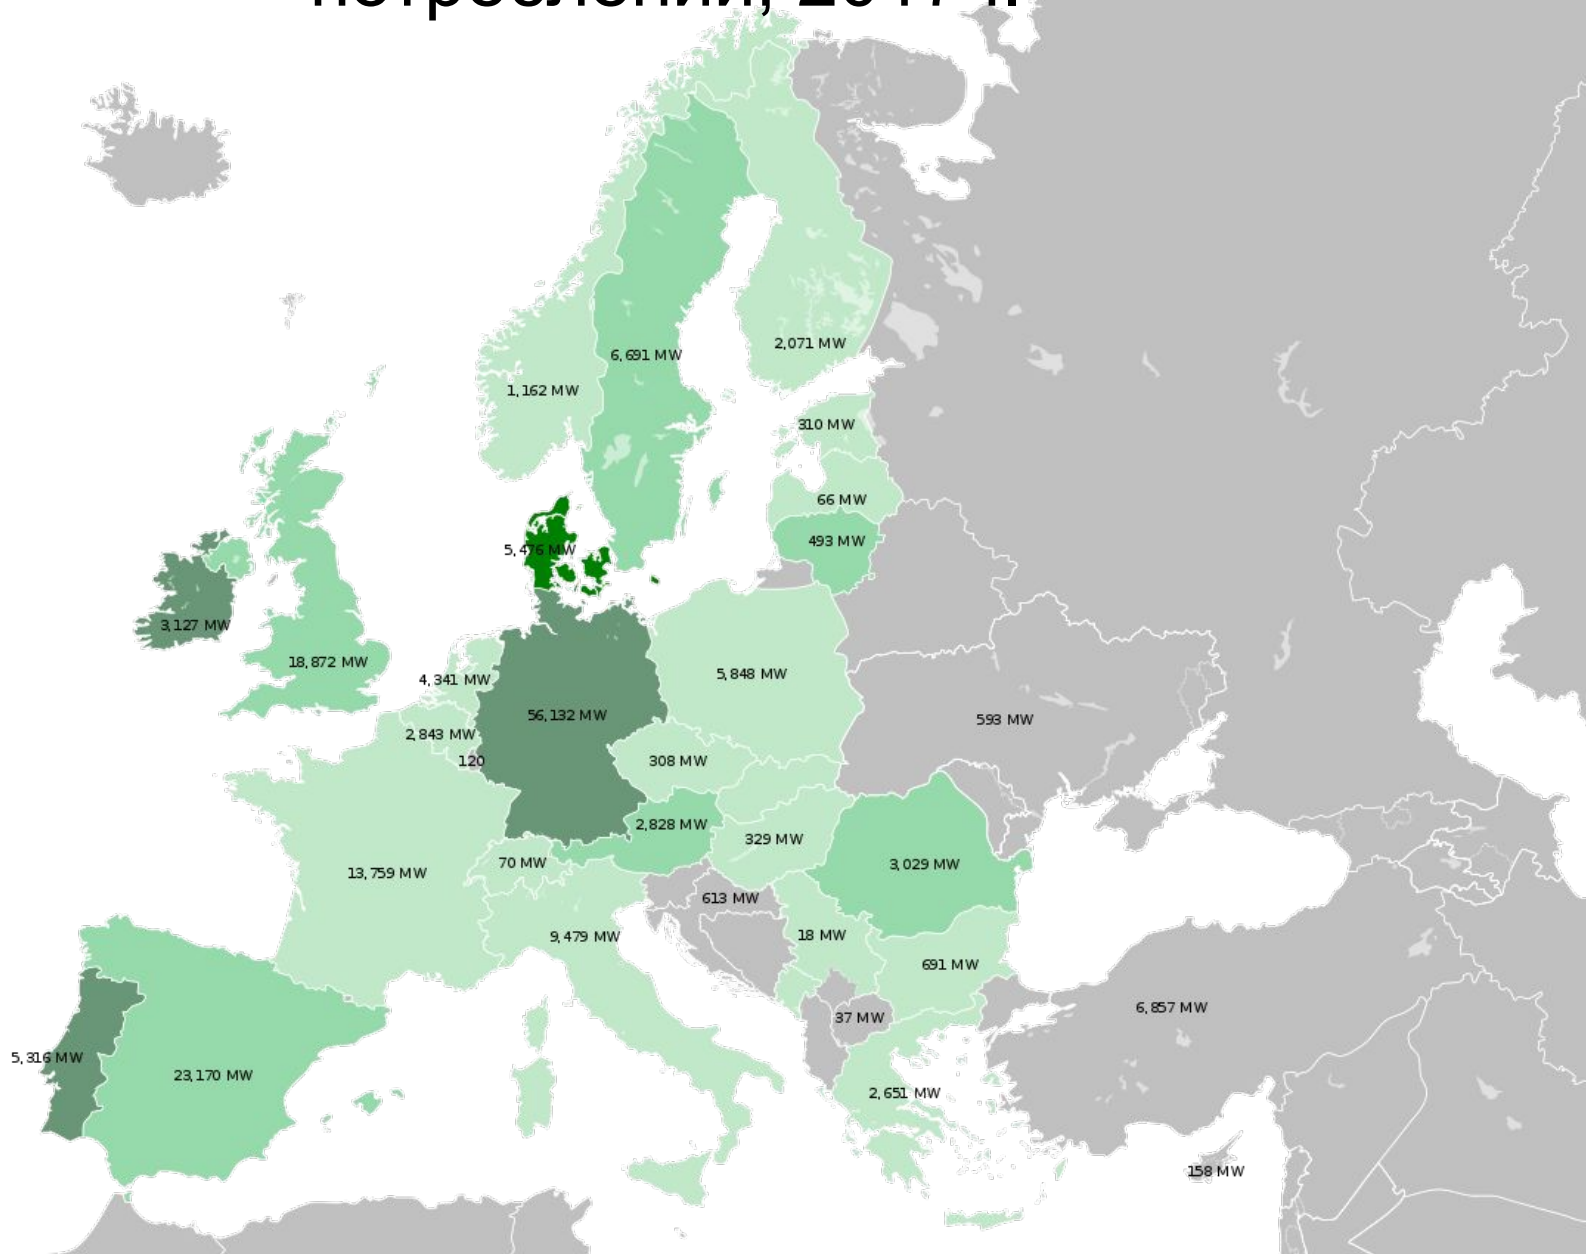 потреблении, 2017 г.
6,691 MW
2,071 MW
1,162 MW
310 MW
66 MW
493 MW
5,476 MW
3,127 MW
18,872 MW
4,341 MW
5,848 MW
56,132 MW
593 MW
2,843 MW
120
308 MW
2,828 MW
329 MW
70 MW
3,029 MW
13,759 MW
613 MW
9,479 MW
18 MW
691 MW
6,857 MW
37 MW
5,316 MW
23,170 MW
2,651 MW
158 MW